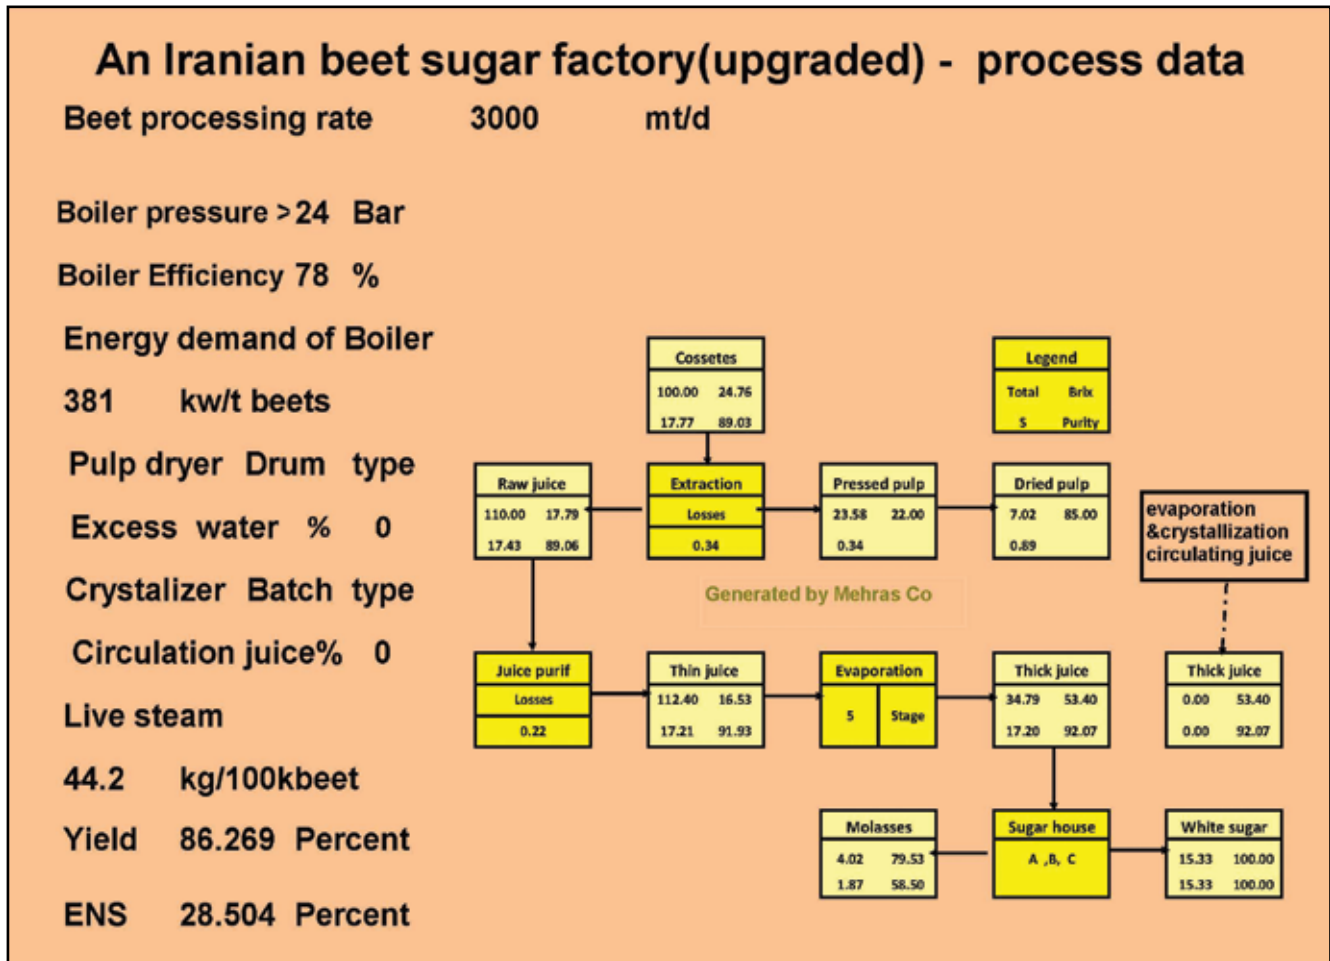 An Iranian beet sugar factory(upgraded) - process data
Beet processing rate 3000 mt/d
Boiler pressure > 24 Bar
Boiler Efficiency 78 %
Energy demand of Boiler
381 kw/t beets
Pulp dryer Drum type
Excess water % 0
Crystalizer Batch type
Circulation juice% 0
Live steam
44.2 kg/100kbeet
Yield 86.269 Percent
ENS 28.504 Percent
Cossetes
100.00 24.76
17.77 89.03
Legend
Total Brix
S Purity
Raw juice
110.00 17.79
17.43 89.06
Extraction
Losses
0.34
Pressed pulp
23.58 22.00
0.34
Dried pulp
7.02 85.00
0.89
evaporation
&crystallization
circulating juice
Generated by Mehras Co
Juice purif
Losses
0.22
Thin juice
112.40 16.53
17.21 91.93
Evaporation
5 Stage
Thick juice
34.79 53.40
17.20 92.07
Thick juice
0.00 53.40
0.00 92.07
Molasses
4.02 79.53
1.87 58.50
Sugar house
A ,B, C
White sugar
15.33 100.00
15.33 100.00